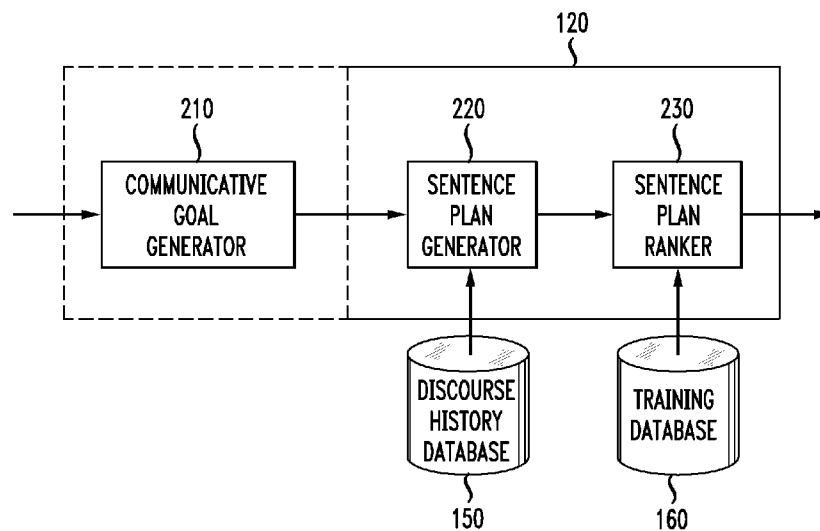 120
210
220
230
COMMUNICATIVE
GOAL
GENERATOR
SENTENCE
PLAN
GENERATOR
SENTENCE
PLAN
RANKER
DISCOURSE
HISTORY
DATABASE
TRAINING
DATABASE
150
160